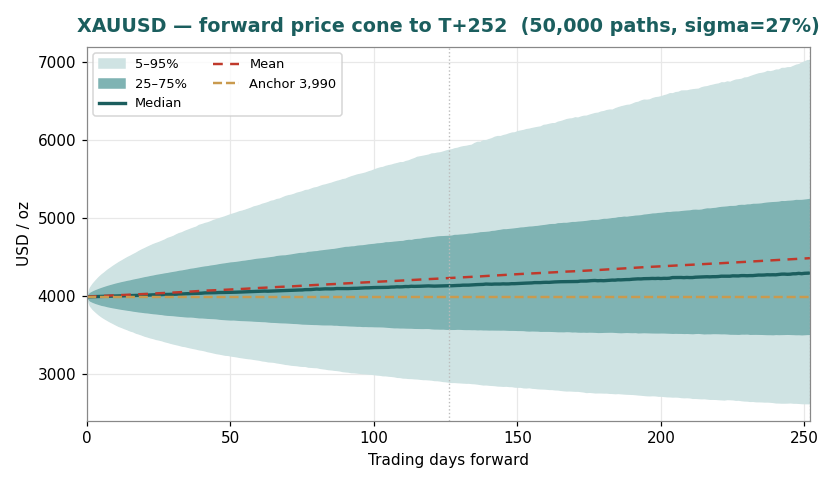 XAUUSD — forward price cone to T+252 (50,000 paths, sigma=27%)
5–95%
25–75%
Median
Mean
Anchor 3,990
USD / oz
7000
6000
5000
4000
3000
0 50 100 150 200 250
Trading days forward